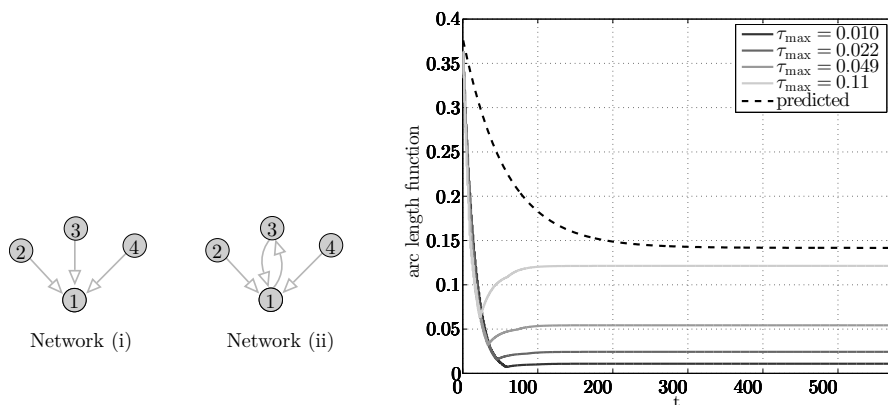 2
3
4
1
Network (i)
2
3
4
1
Network (ii)
arc length function
0.4
0.35
0.3
0.25
0.2
0.15
0.1
0.05
0
0 100 200 300 400 500
t
τmax = 0.010
τmax = 0.022
τmax = 0.049
τmax = 0.11
predicted